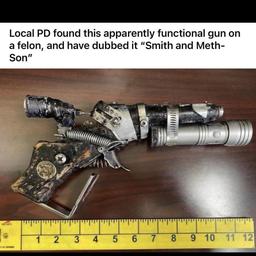 Local PD found this apparently functional gun on
a felon, and have dubbed it “Smith and Meth-
Son”
1 2 3 4 5 6 7 8 9 10 11 12